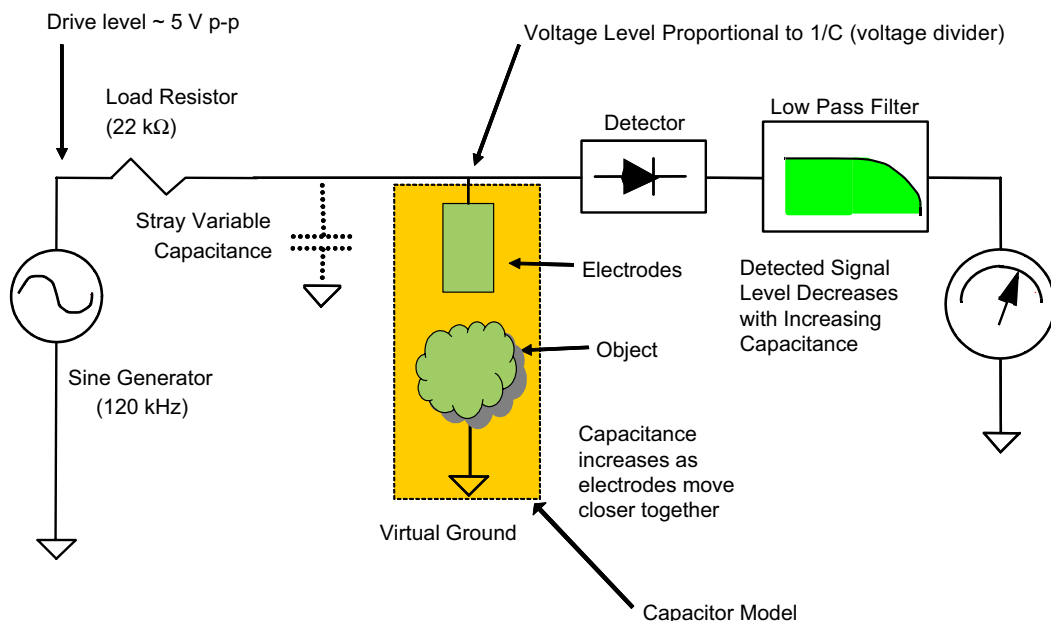 Drive level ~ 5 V p-p
Voltage Level Proportional to 1/C (voltage divider)
Load Resistor
(22 kΩ)
Detector
Low Pass Filter
Stray Variable
Capacitance
Electrodes
Detected Signal
Level Decreases
with Increasing
Capacitance
Object
Sine Generator
(120 kHz)
Capacitance
increases as
electrodes move
closer together
Virtual Ground
Capacitor Model